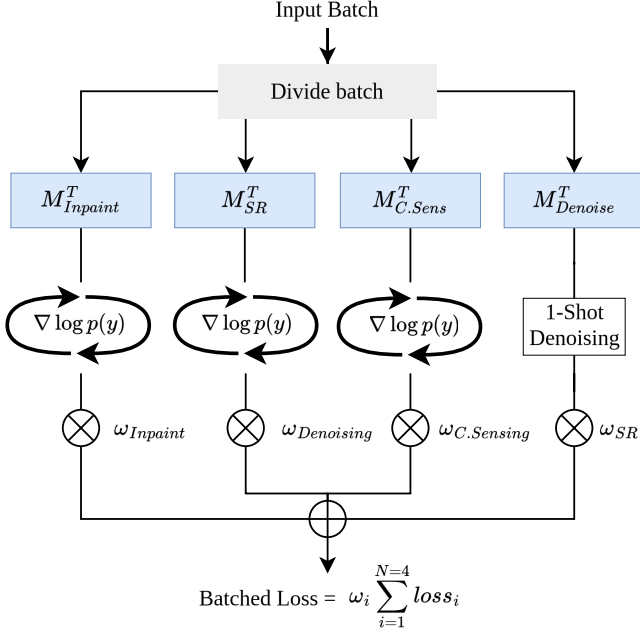 Input Batch
Divide batch
M^T_{Inpaint} M^T_{SR} M^T_{C.Sens} M^T_{Denoise}
∇ log p(y) ∇ log p(y) ∇ log p(y) 1-Shot
Denoising
ω_{Inpaint} ω_{Denoising} ω_{C.Sensing} ω_{SR}
Batched Loss = ω_i ∑_{i=1}^{N=4} loss_i